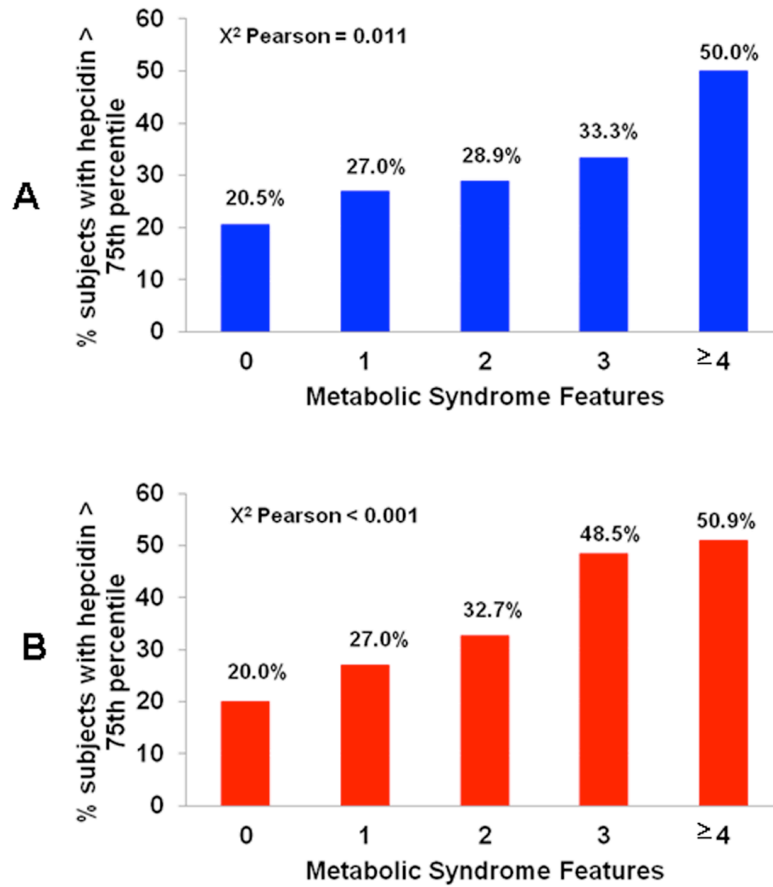 A
% subjects with hepcidin >
75th percentile
60
50
40
30
20
10
0
X² Pearson = 0.011
20.5%
27.0%
28.9%
33.3%
50.0%
0 1 2 3 ≥4
Metabolic Syndrome Features
B
% subjects with hepcidin >
75th percentile
60
50
40
30
20
10
0
X² Pearson < 0.001
20.0%
27.0%
32.7%
48.5%
50.9%
0 1 2 3 ≥4
Metabolic Syndrome Features